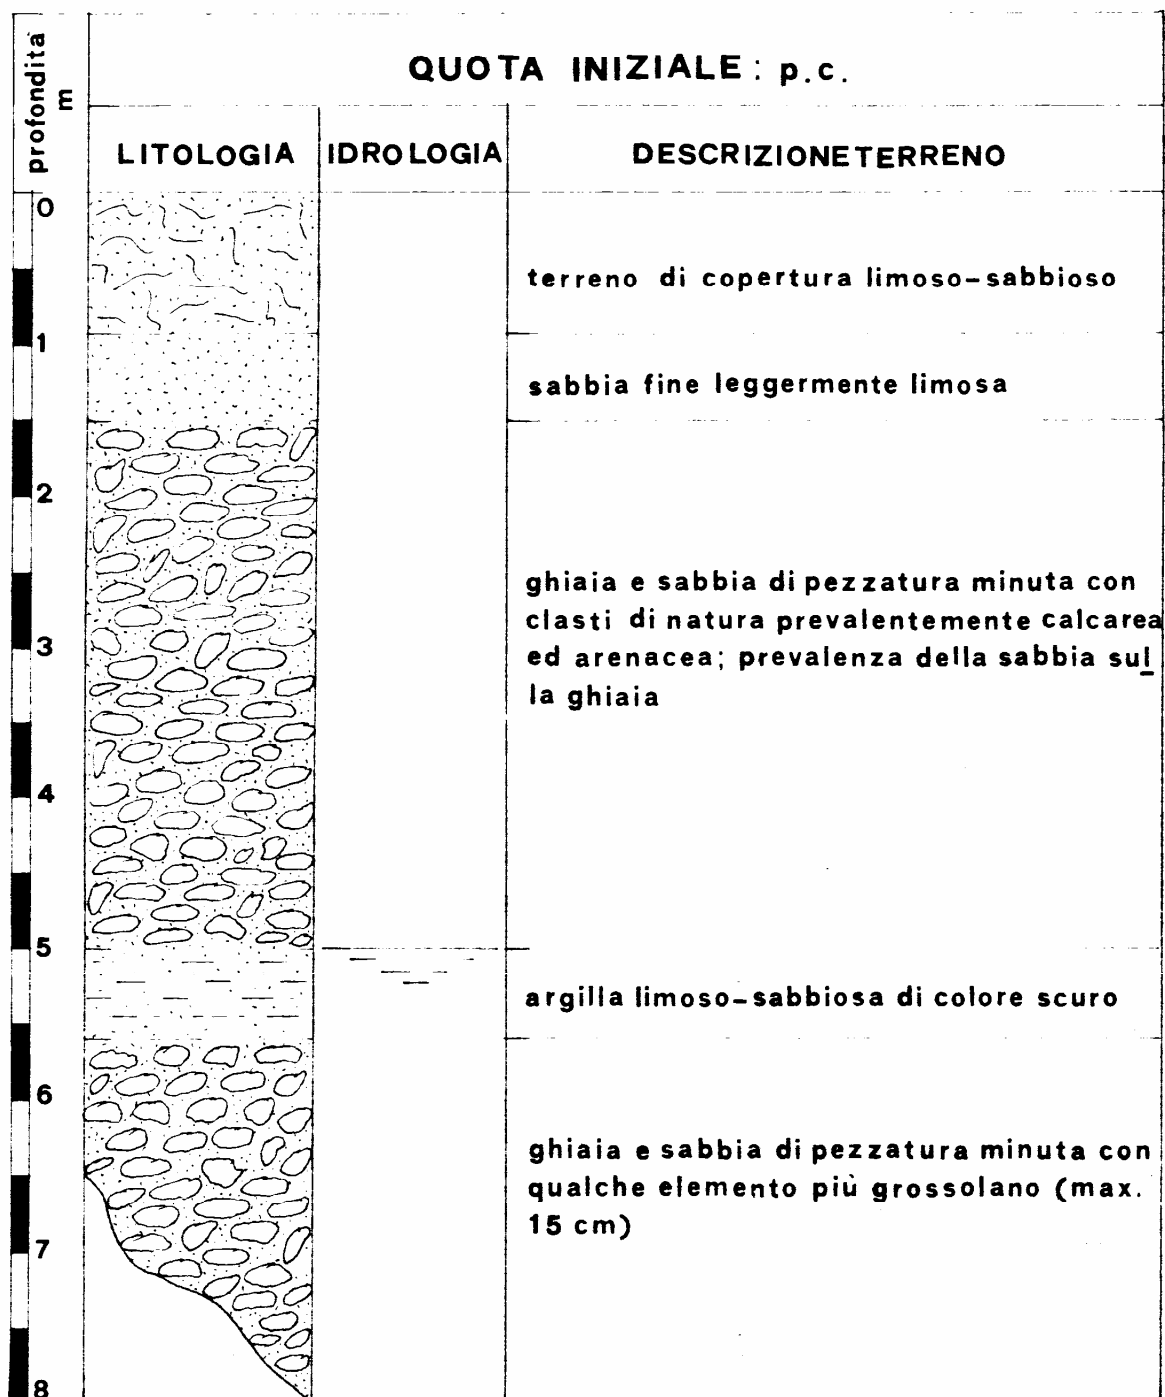 profondità
m
QUOTA INIZIALE: p.c.
LITOLOGIA
IDROLOGIA
DESCRIZIONE TERRENO
0
terreno di copertura limoso-sabbioso
1
sabbia fine leggermente limosa
2
ghiaia e sabbia di pezzatura minuta con
clasti di natura prevalentemente calcarea
ed arenacea; prevalenza della sabbia sul
la ghiaia
3
4
5
argilla limoso-sabbiosa di colore scuro
6
ghiaia e sabbia di pezzatura minuta con
qualche elemento più grossolano (max.
15 cm)
7
8